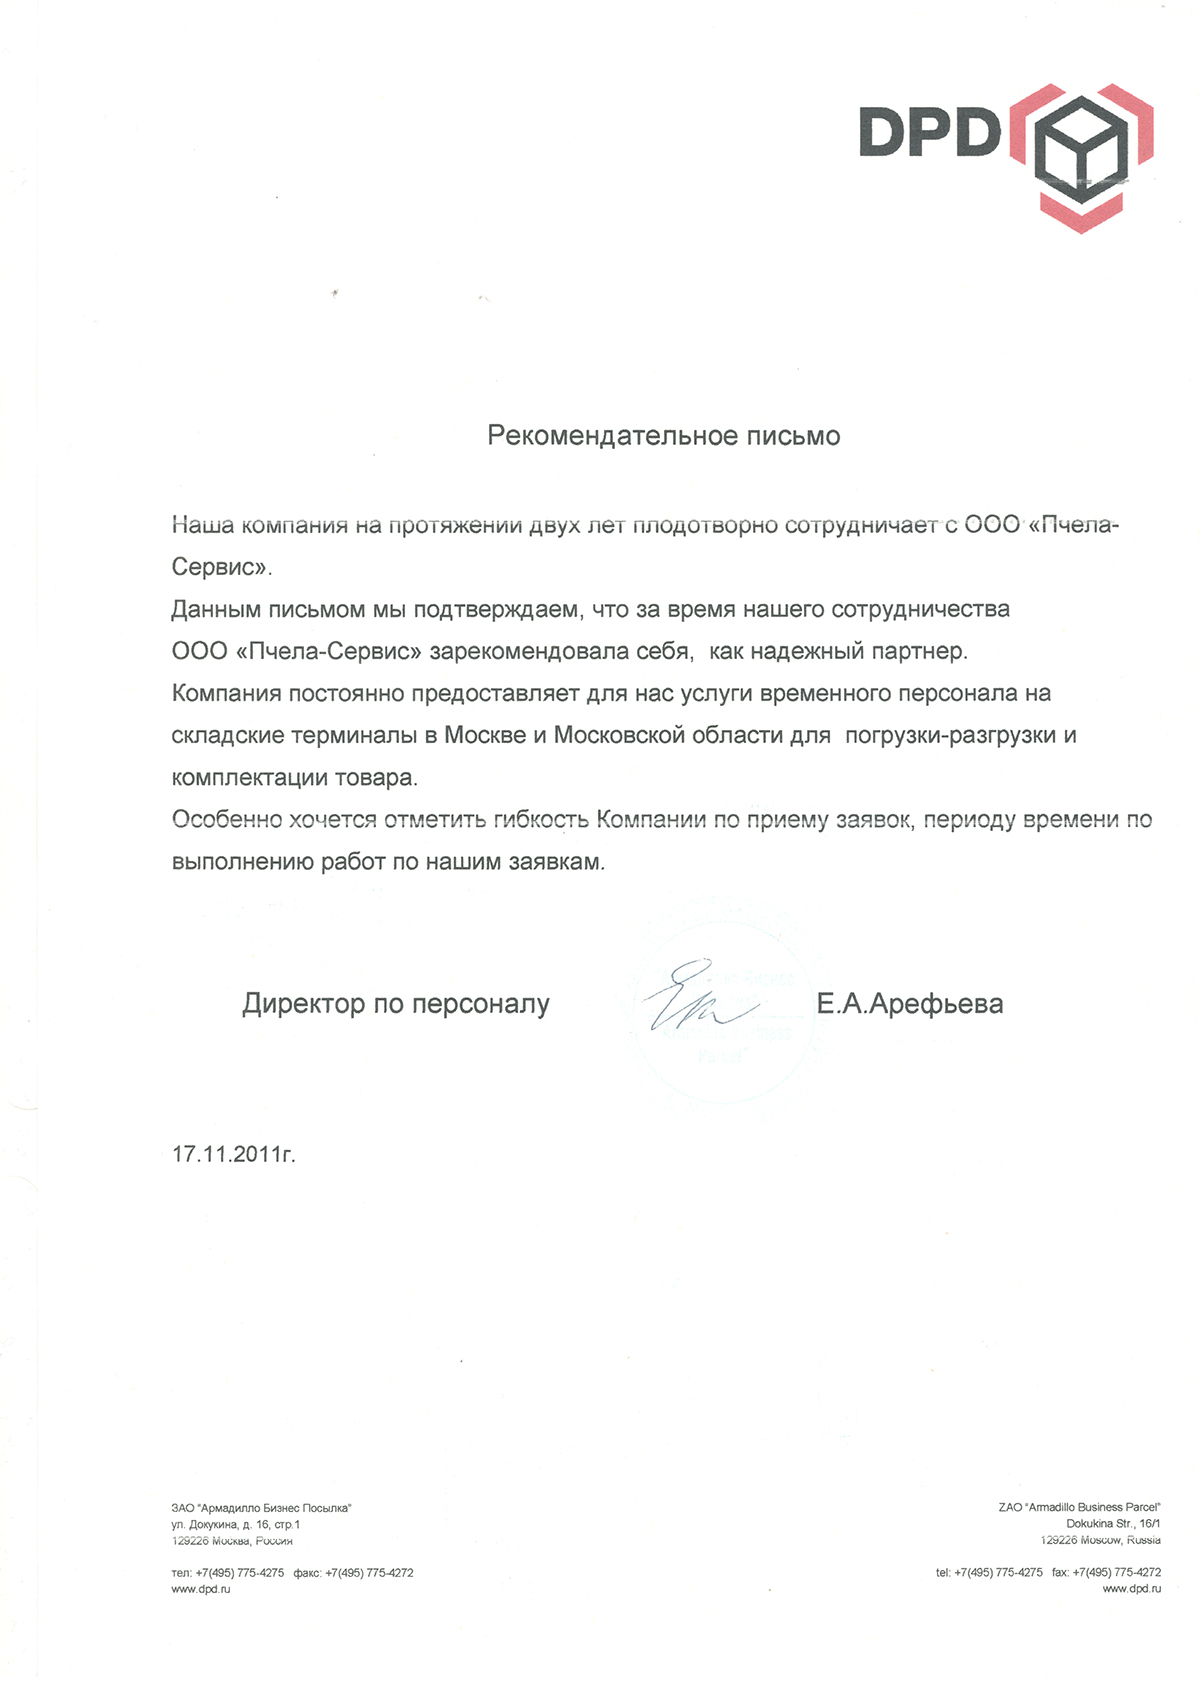 DPD
Рекомендательное письмо
Наша компания на протяжении двух лет плодотворно сотрудничает с ООО «Пчела-
Сервис».
Данным письмом мы подтверждаем, что за время нашего сотрудничества
ООО «Пчела-Сервис» зарекомендовала себя,  как надежный партнер.
Компания постоянно предоставляет для нас услуги временного персонала на
складские терминалы в Москве и Московской области для  погрузки-разгрузки и
комплектации товара.
Особенно хочется отметить гибкость Компании по приему заявок, периоду времени по
выполнению работ по нашим заявкам.
Директор по персоналу Е.А.Арефьева
17.11.2011г.
ЗАО "Армадилло Бизнес Посылка"
ул. Докукина, д. 16, стр.1
129226 Москва, Россия
тел: +7(495) 775-4275   факс: +7(495) 775-4272
www.dpd.ru
ZAO "Armadillo Business Parcel"
Dokukina Str., 16/1
129226 Moscow, Russia
tel: +7(495) 775-4275   fax: +7(495) 775-4272
www.dpd.ru